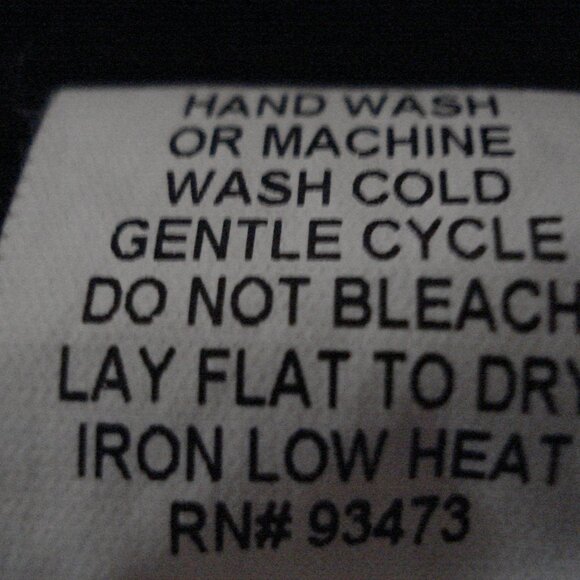 HAND WASH
OR MACHINE
WASH COLD
GENTLE CYCLE
DO NOT BLEACH
LAY FLAT TO DRY
IRON LOW HEAT
RN# 93473